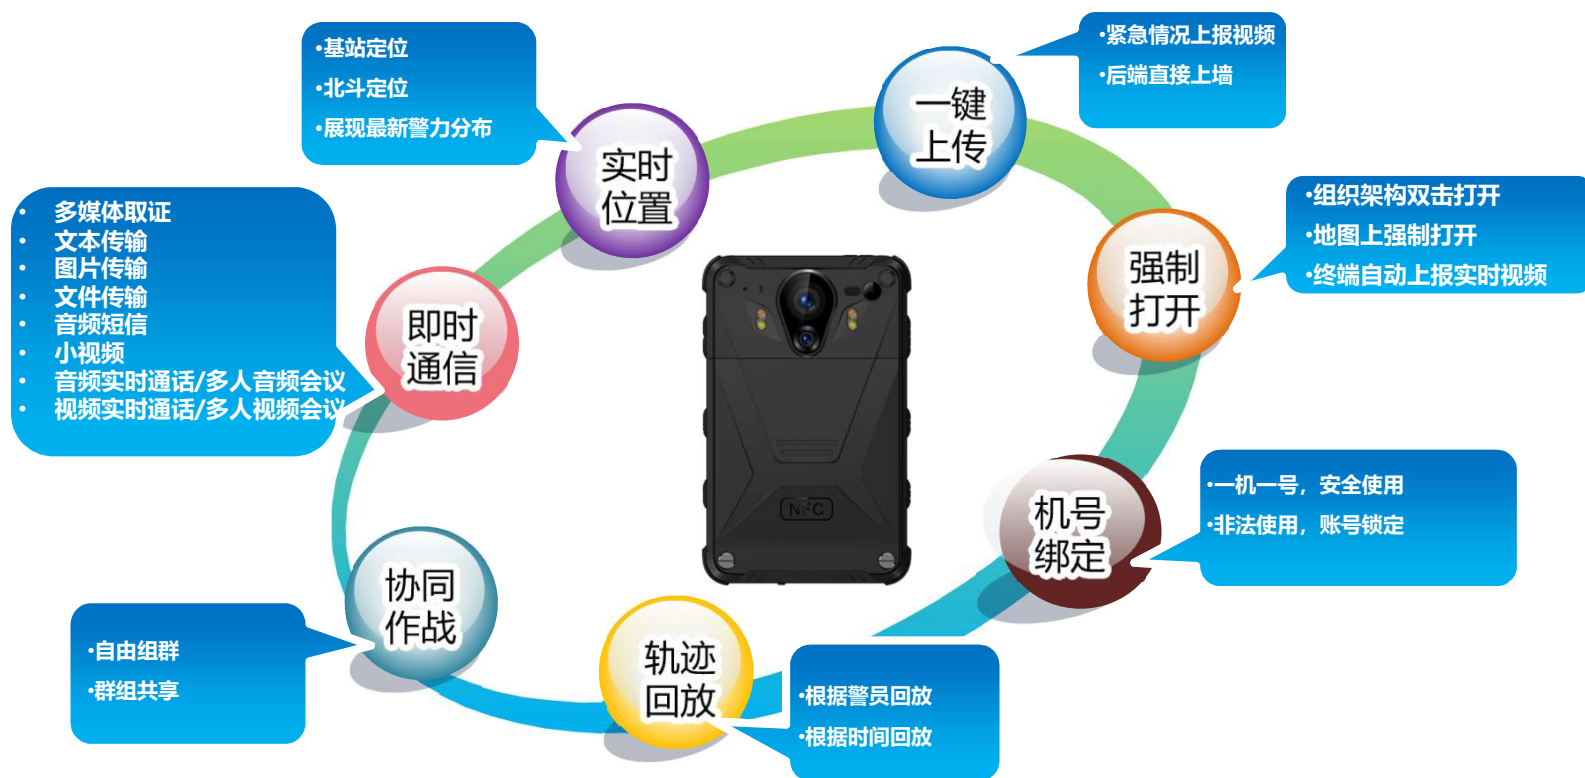 ·基站定位
·北斗定位
·展现最新警力分布
实时
位置
一键
上传
·紧急情况上报视频
·后端直接上墙
强制
打开
·组织架构双击打开
·地图上强制打开
·终端自动上报实时视频
机号
绑定
·一机一号，安全使用
·非法使用，账号锁定
轨迹
回放
·根据警员回放
·根据时间回放
协同
作战
·自由组群
·群组共享
即时
通信
• 多媒体取证
• 文本传输
• 图片传输
• 文件传输
• 音频短信
• 小视频
• 音频实时通话/多人音频会议
• 视频实时通话/多人视频会议
NFC